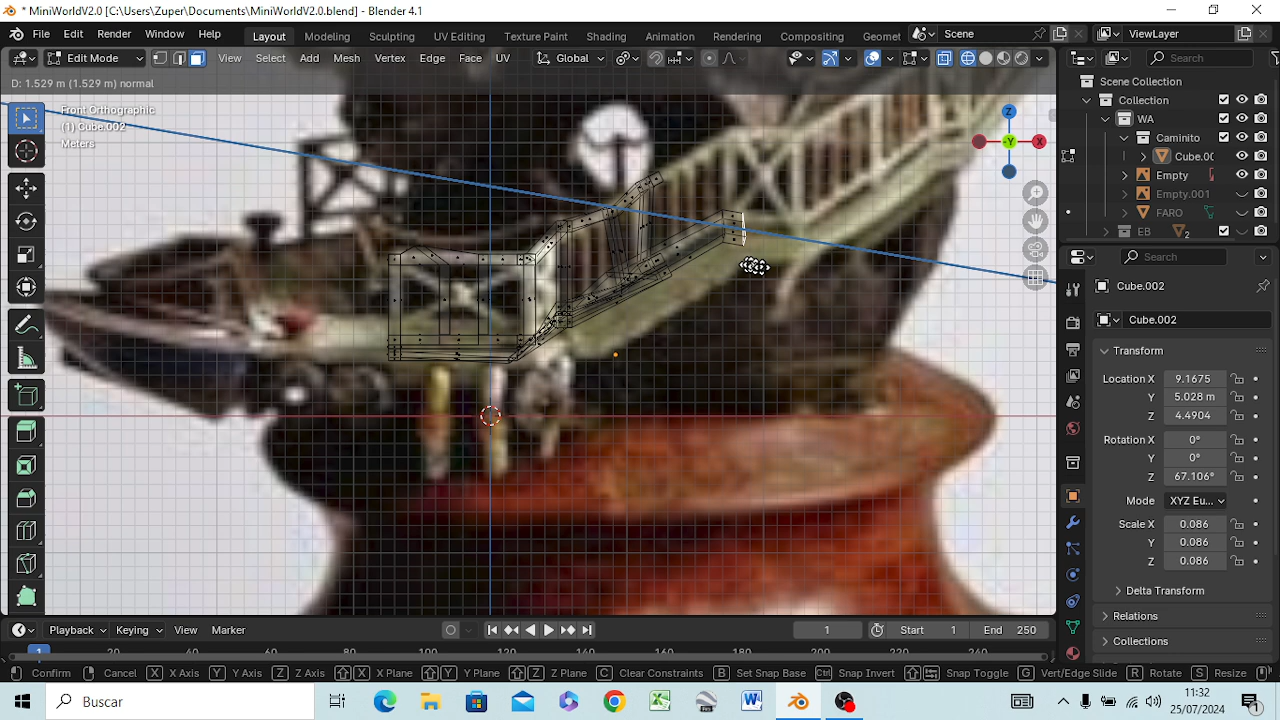 * MiniWorldV2.0 [C:\Users\Zuper\Documents\MiniWorldV2.0.blend] - Blender 4.1
File Edit Render Window Help Layout Modeling Sculpting UV Editing Texture Paint Shading Animation Rendering Compositing Geomet Scene ViewLayer
Edit Mode View Select Add Mesh Vertex Edge Face UV Global Search
D: 1.529 m (1.529 m) normal
Front Orthographic
(1) Cube.002
Meters
Z
X
-Y
Scene Collection
Collection
WA
Caminito
Cube.0
Empty
Empty.001
FARO
EB 2
Search
Cube.002
Cube.002
Transform
Location X 9.1675
Y 5.028 m
Z 4.4904
Rotation X 0°
Y 0°
Z 67.106°
Mode XYZ Eu...
Scale X 0.086
Y 0.086
Z 0.086
Delta Transform
Relations
Collections
Playback Keying View Marker 1 Start 1 End 250
1 20 40 60 80 100 120 140 160 180 200 220 240
Confirm Cancel X X Axis Y Y Axis Z Z Axis X X Plane Y Y Plane Z Z Plane C Clear Constraints B Set Snap Base Ctrl Snap Invert Snap Toggle G Vert/Edge Slide R Rotate S Resize
Buscar
11:32
25/07/2024
1